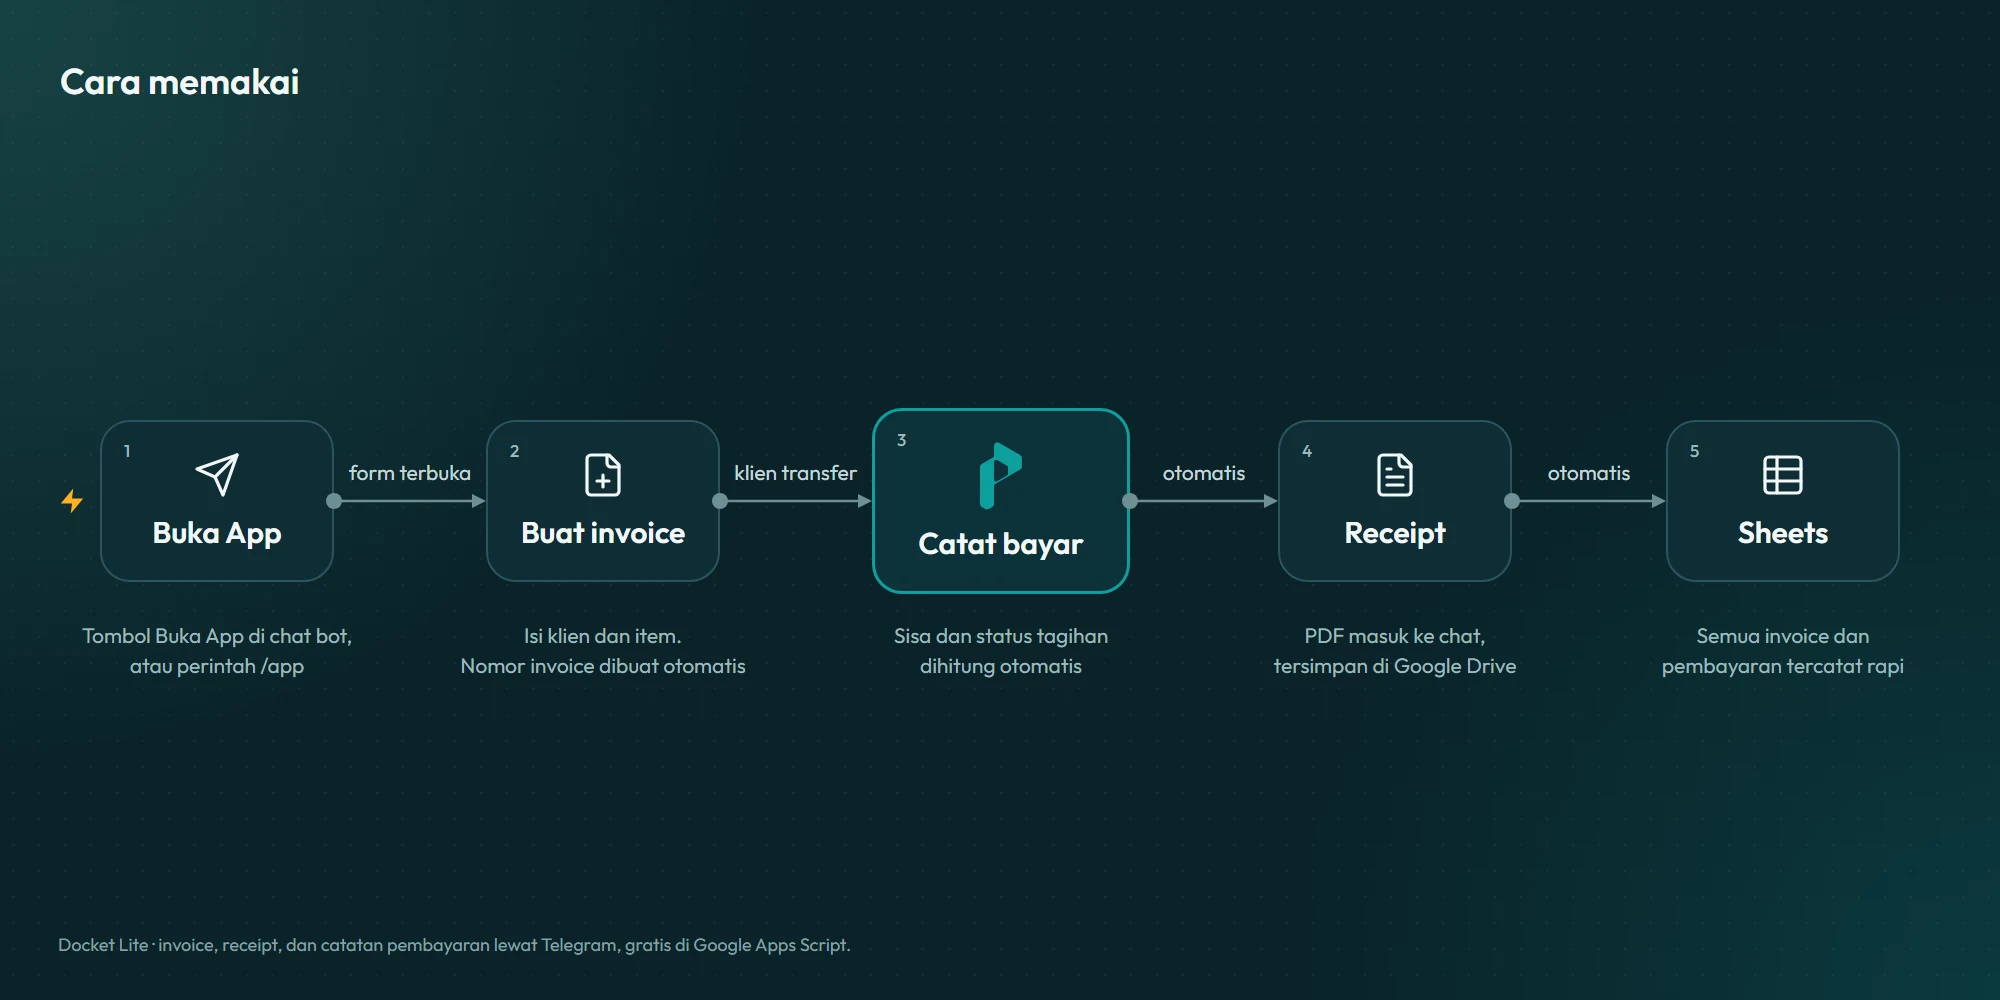 Cara memakai
1
Buka App
form terbuka
2
Buat invoice
klien transfer
3
Catat bayar
otomatis
4
Receipt
otomatis
5
Sheets
Tombol Buka App di chat bot,
atau perintah /app
Isi klien dan item.
Nomor invoice dibuat otomatis
Sisa dan status tagihan
dihitung otomatis
PDF masuk ke chat,
tersimpan di Google Drive
Semua invoice dan
pembayaran tercatat rapi
Docket Lite · invoice, receipt, dan catatan pembayaran lewat Telegram, gratis di Google Apps Script.